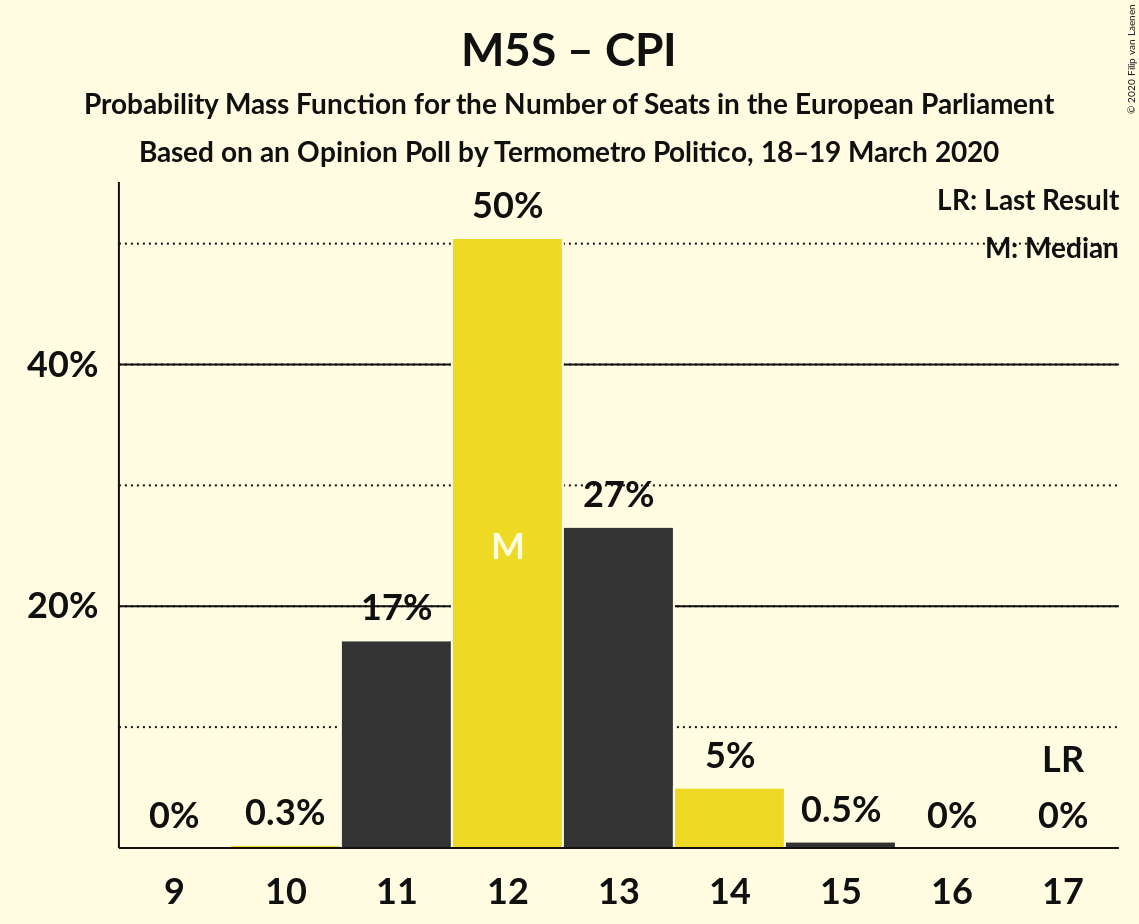 M5S – CPI
Probability Mass Function for the Number of Seats in the European Parliament
Based on an Opinion Poll by Termometro Politico, 18–19 March 2020
© 2020 Filip van Laenen
LR: Last Result
M: Median
50%
40%
27%
M
20%
17%
5%
LR
0%
0.3%
0.5%
0%
0%
9 10 11 12 13 14 15 16 17